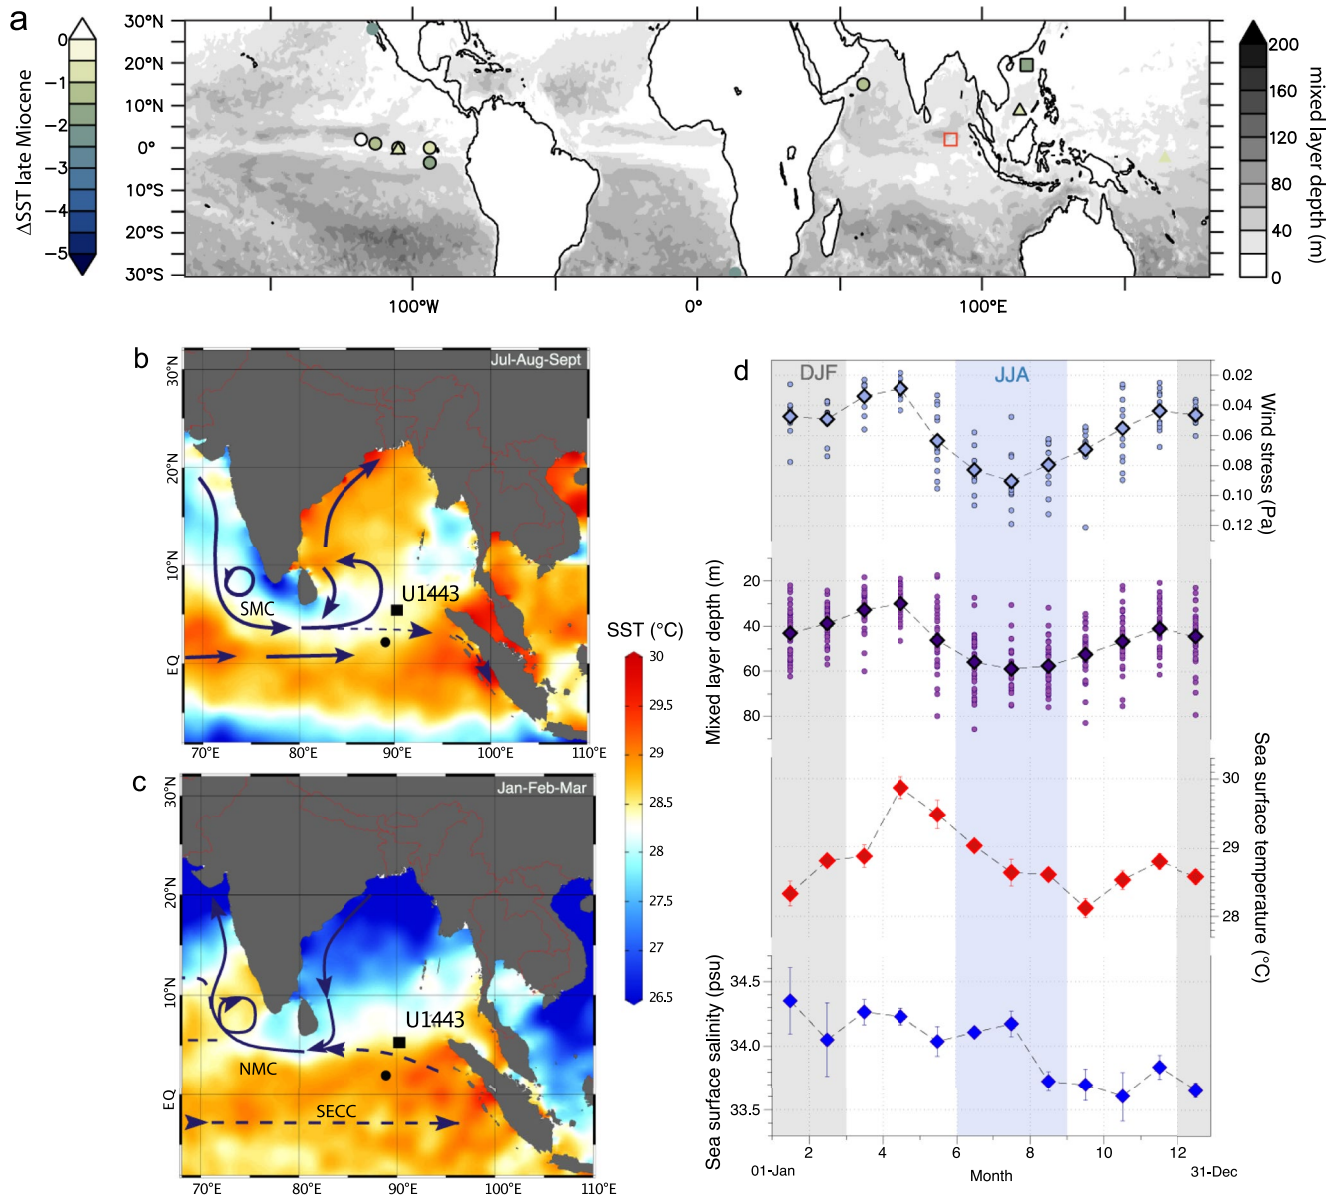 a
ΔSST late Miocene
0
−1
−2
−3
−4
−5
30°N
20°N
10°N
0°
10°S
20°S
30°S
100°W
0°
100°E
200
160
120
80
40
0
mixed layer depth (m)
b
Jul-Aug-Sept
30°N
20°N
10°N
EQ
SMC
U1443
70°E
80°E
90°E
100°E
110°E
SST (°C)
30
29.5
29
28.5
28
27
26.5
c
Jan-Feb-Mar
30°N
20°N
10°N
EQ
U1443
NMC
SECC
70°E
80°E
90°E
100°E
110°E
d
DJF
JJA
0.02
0.04
0.06
0.08
0.10
0.12
Wind stress (Pa)
20
40
60
80
Mixed layer depth (m)
30
29
28
Sea surface temperature (°C)
34.5
34.0
33.5
Sea surface salinity (psu)
2
4
6
8
10
12
01-Jan
Month
31-Dec